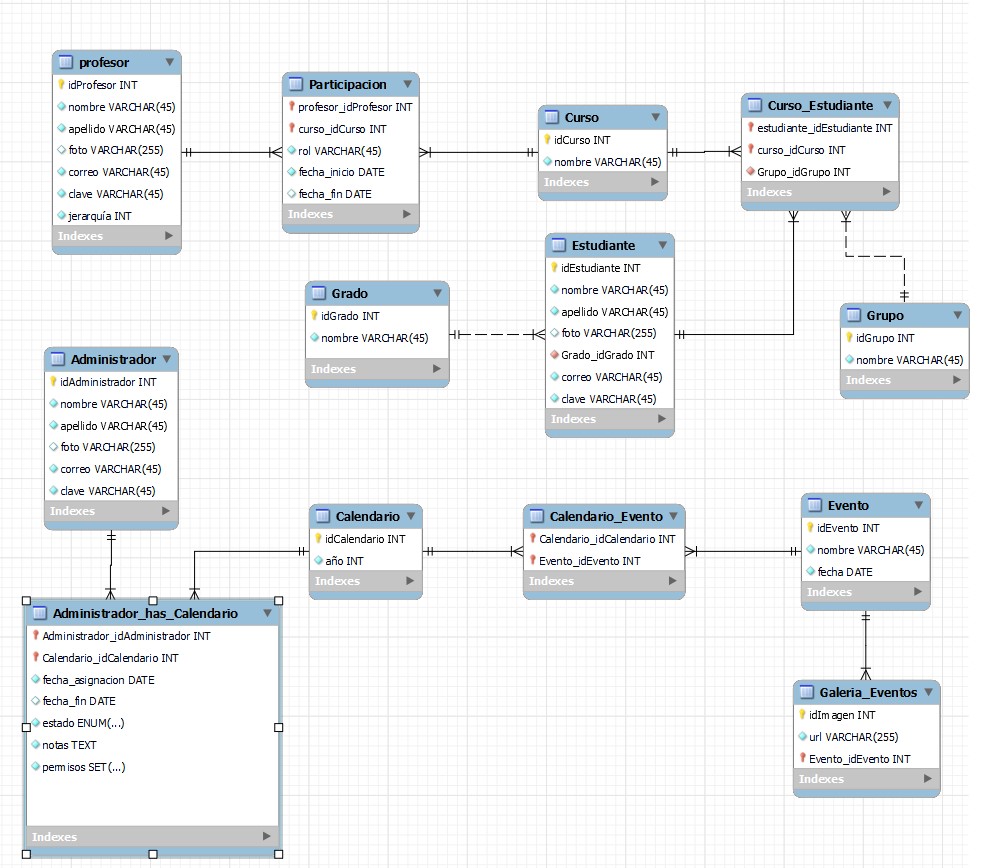 profesor
idProfesor INT
nombre VARCHAR(45)
apellido VARCHAR(45)
foto VARCHAR(255)
correo VARCHAR(45)
clave VARCHAR(45)
jerarquía INT
Indexes
Participacion
profesor_idProfesor INT
curso_idCurso INT
rol VARCHAR(45)
fecha_inicio DATE
fecha_fin DATE
Indexes
Curso
idCurso INT
nombre VARCHAR(45)
Indexes
Curso_Estudiante
estudiante_idEstudiante INT
curso_idCurso INT
Grupo_idGrupo INT
Indexes
Grado
idGrado INT
nombre VARCHAR(45)
Indexes
Estudiante
idEstudiante INT
nombre VARCHAR(45)
apellido VARCHAR(45)
foto VARCHAR(255)
Grado_idGrado INT
correo VARCHAR(45)
clave VARCHAR(45)
Indexes
Grupo
idGrupo INT
nombre VARCHAR(45)
Indexes
Administrador
idAdministrador INT
nombre VARCHAR(45)
apellido VARCHAR(45)
foto VARCHAR(255)
correo VARCHAR(45)
clave VARCHAR(45)
Indexes
Calendario
idCalendario INT
año INT
Indexes
Calendario_Evento
Calendario_idCalendario INT
Evento_idEvento INT
Indexes
Evento
idEvento INT
nombre VARCHAR(45)
fecha DATE
Indexes
Administrador_has_Calendario
Administrador_idAdministrador INT
Calendario_idCalendario INT
fecha_asignacion DATE
fecha_fin DATE
estado ENUM(...)
notas TEXT
permisos SET(...)
Indexes
Galeria_Eventos
idImagen INT
url VARCHAR(255)
Evento_idEvento INT
Indexes